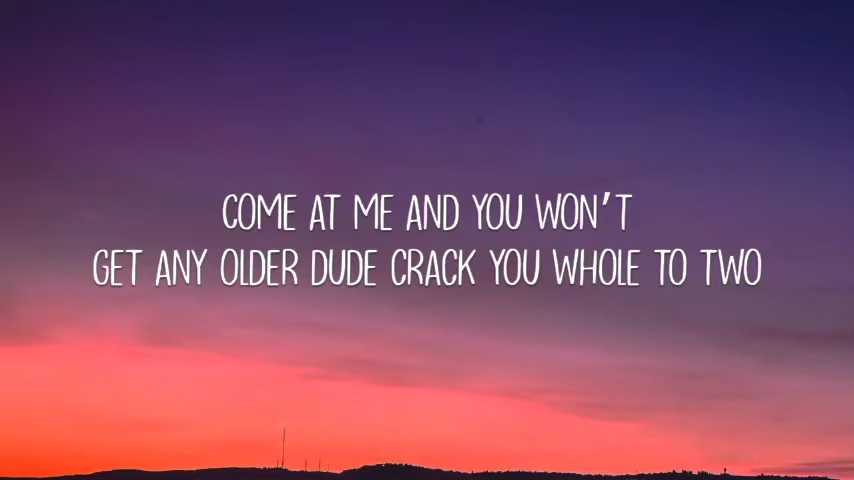 COME AT ME AND YOU WON'T
GET ANY OLDER DUDE CRACK YOU WHOLE TO TWO